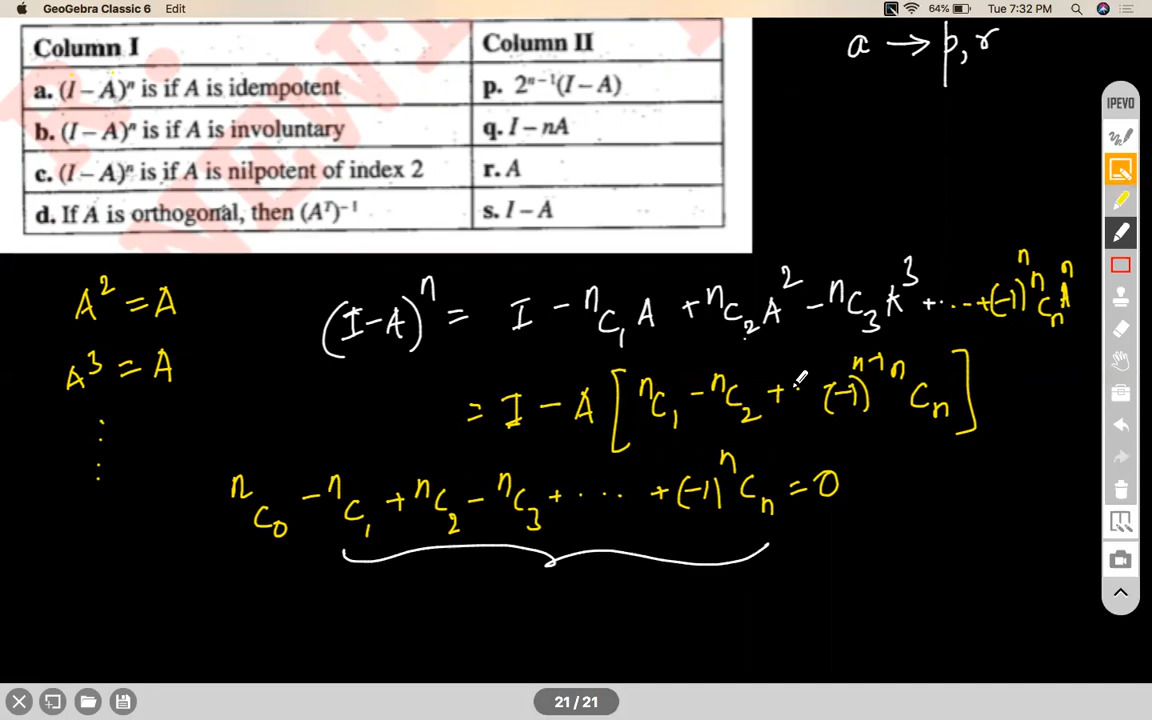 GeoGebra Classic 6 Edit 64% Tue 7:32 PM
a → p, r
Column I Column II
a. (I – A)ⁿ is if A is idempotent p. 2ⁿ⁻¹(I – A)
b. (I – A)ⁿ is if A is involuntary q. I – nA
c. (I – A)ⁿ is if A is nilpotent of index 2 r. A
d. If A is orthogonal, then (Aᵀ)⁻¹ s. I – A
IPEVO
A² = A
A³ = A
⋮
(I-A)ⁿ = I - ⁿC₁ A + ⁿC₂ A² - ⁿC₃ A³ + ... + (-1)ⁿ ⁿCₙ Aⁿ
= I - A [ ⁿC₁ - ⁿC₂ + (-1)ⁿ⁻¹ ⁿCₙ ]
ⁿC₀ - ⁿC₁ + ⁿC₂ - ⁿC₃ + ... + (-1)ⁿ ⁿCₙ = 0
21 / 21